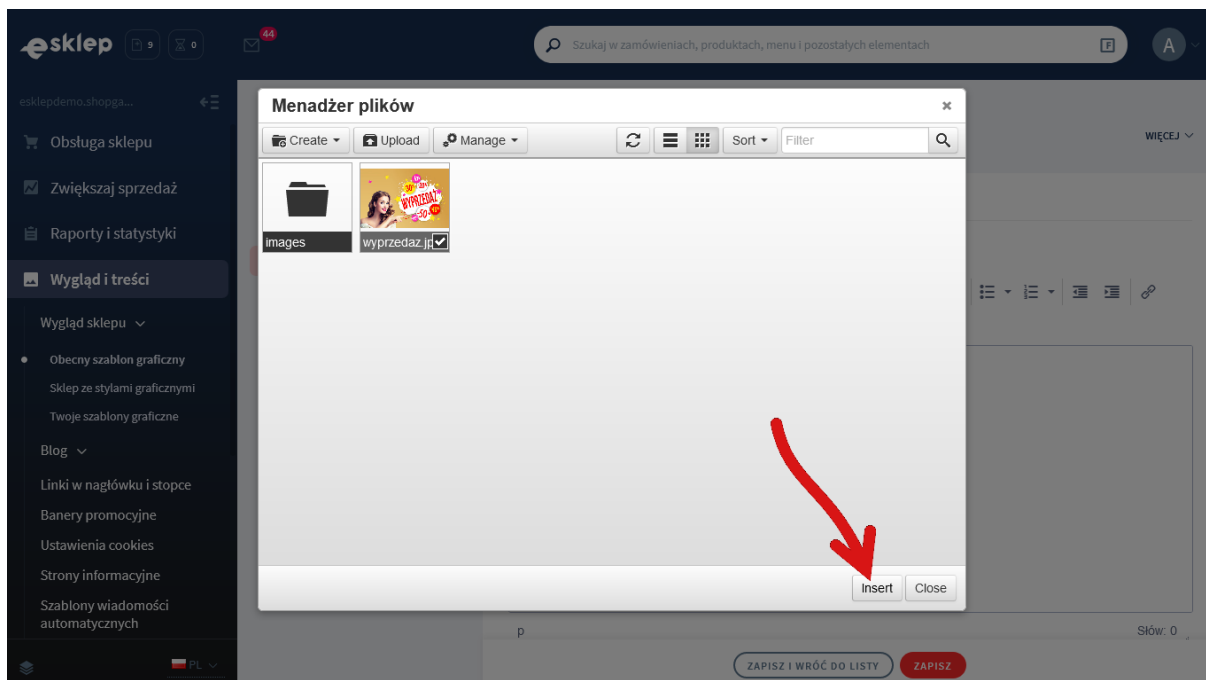 esklep
9
0
44
Szukaj w zamówieniach, produktach, menu i pozostałych elementach
F
A
esklepdemo.shopga...
Obsługa sklepu
Zwiększaj sprzedaż
Raporty i statystyki
Wygląd i treści
Wygląd sklepu
Obecny szablon graficzny
Sklep ze stylami graficznymi
Twoje szablony graficzne
Blog
Linki w nagłówku i stopce
Banery promocyjne
Ustawienia cookies
Strony informacyjne
Szablony wiadomości
automatycznych
PL
Menadżer plików
×
Create
Upload
Manage
Sort
Filter
images
WYPRZEDAŻ
wyprzedaz.jp
Insert
Close
WIĘCEJ
p
Słów: 0
ZAPISZ I WRÓĆ DO LISTY
ZAPISZ